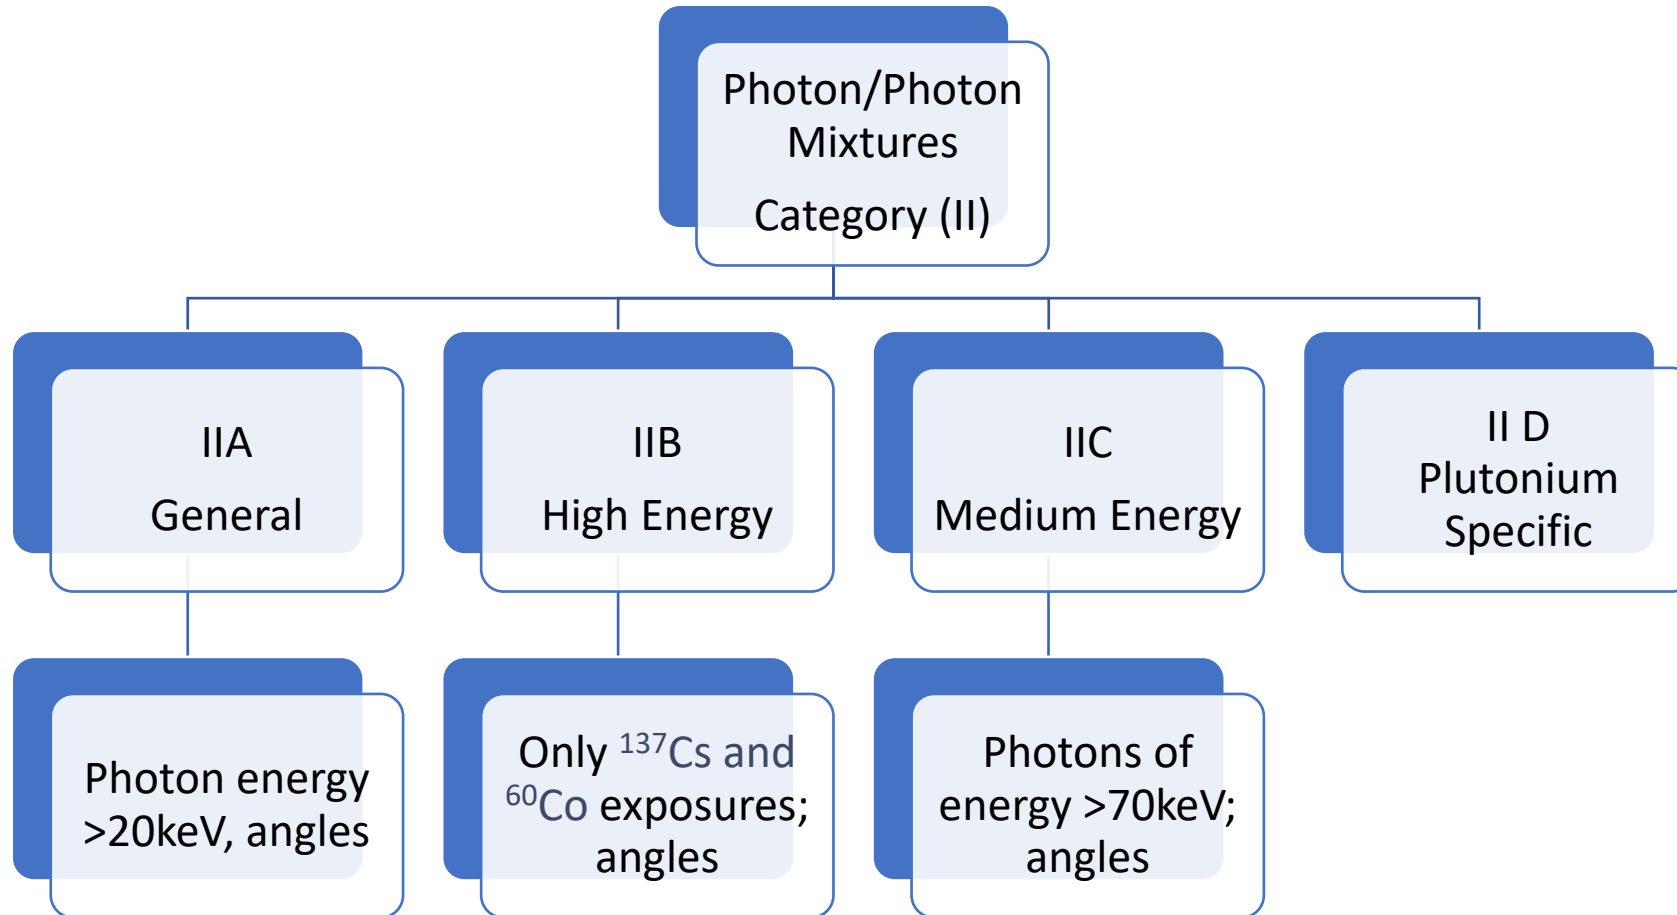 Photon/Photon
Mixtures
Category (II)
IIA
General
IIB
High Energy
IIC
Medium Energy
II D
Plutonium
Specific
Photon energy
>20keV, angles
Only ¹³⁷Cs and
⁶⁰Co exposures;
angles
Photons of
energy >70keV;
angles